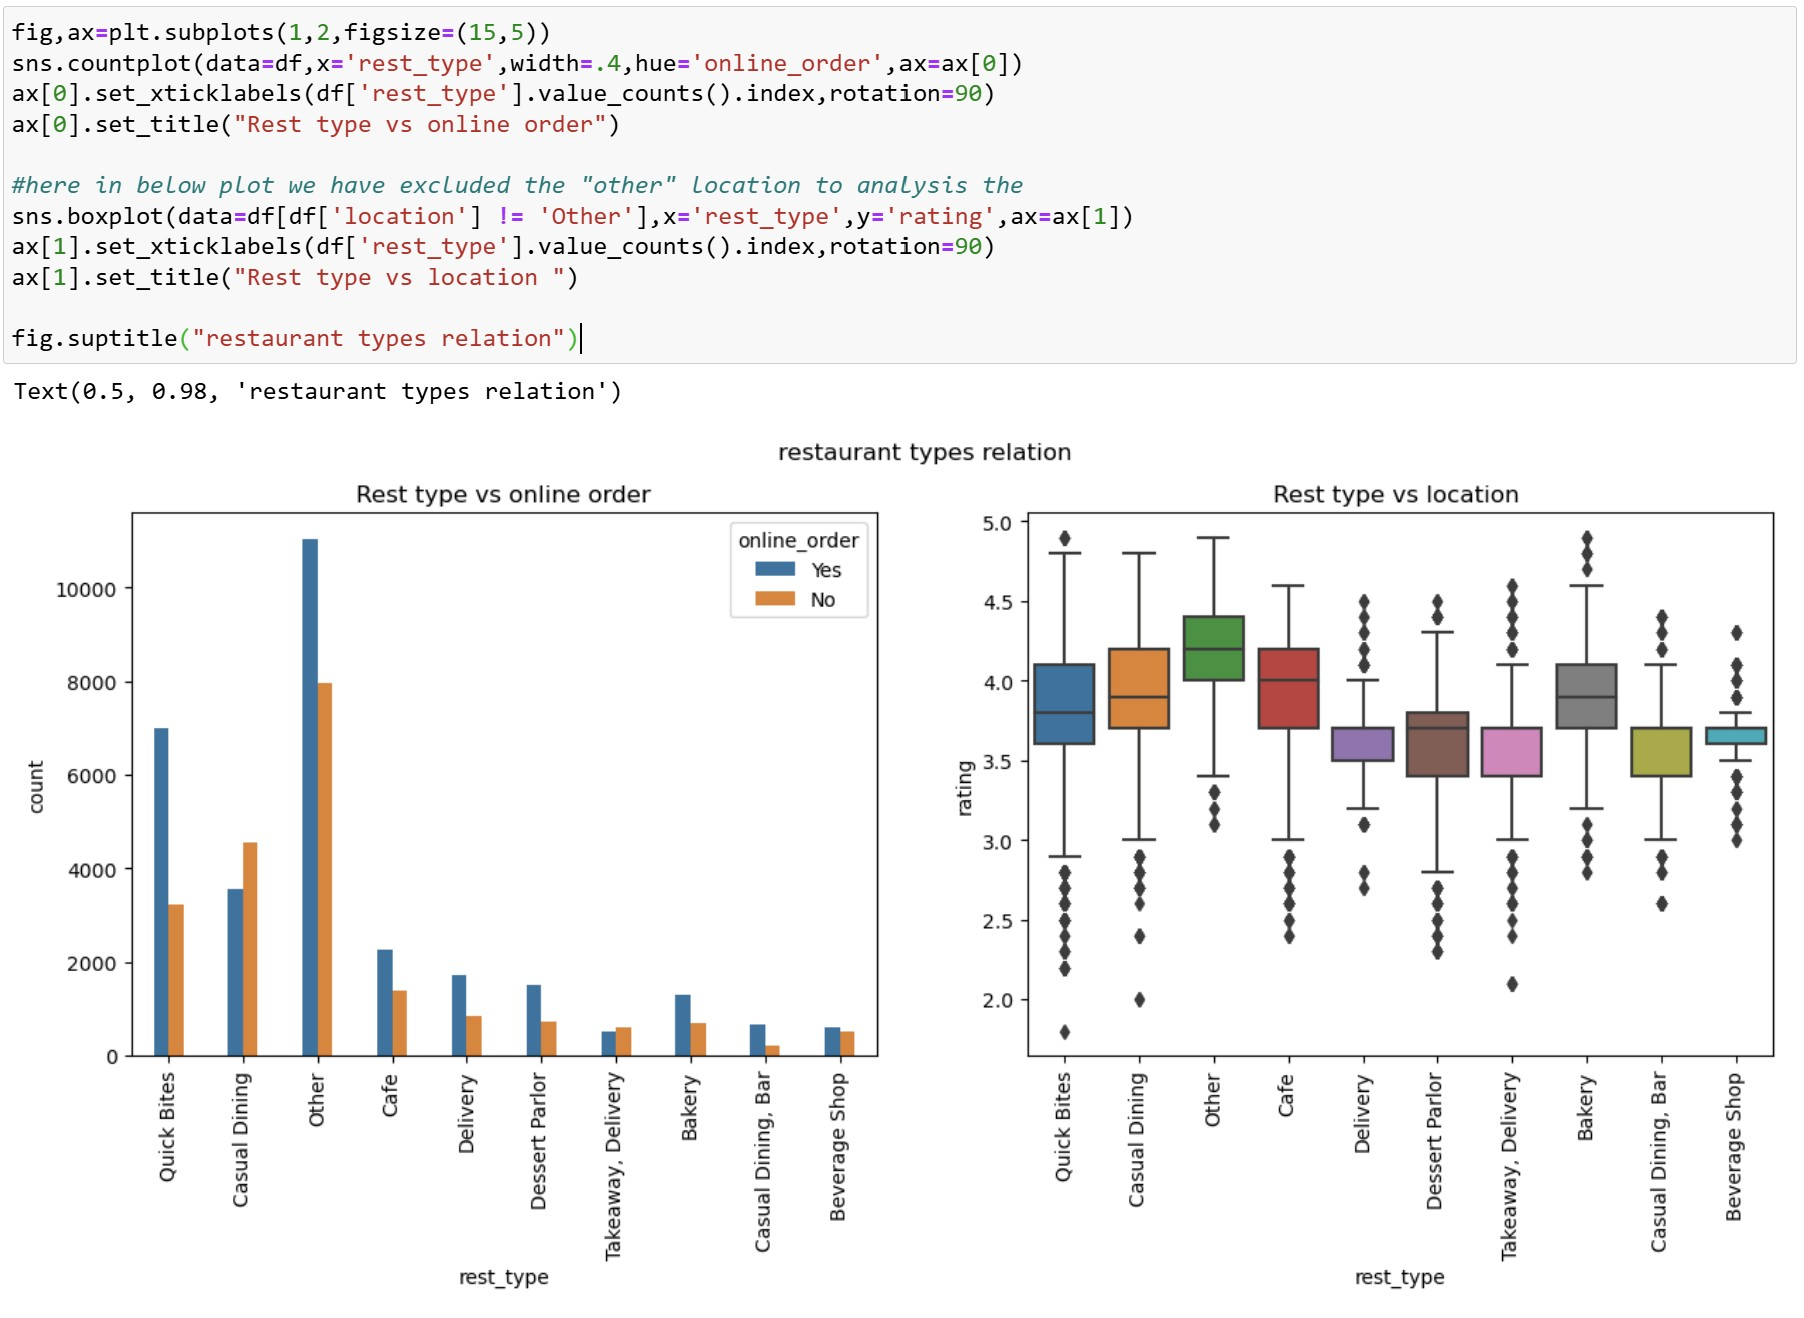 fig,ax=plt.subplots(1,2,figsize=(15,5))
sns.countplot(data=df,x='rest_type',width=.4,hue='online_order',ax=ax[0])
ax[0].set_xticklabels(df['rest_type'].value_counts().index,rotation=90)
ax[0].set_title("Rest type vs online order")
#here in below plot we have excluded the "other" location to analysis the
sns.boxplot(data=df[df['location'] != 'Other'],x='rest_type',y='rating',ax=ax[1])
ax[1].set_xticklabels(df['rest_type'].value_counts().index,rotation=90)
ax[1].set_title("Rest type vs location ")
fig.suptitle("restaurant types relation")
Text(0.5, 0.98, 'restaurant types relation')
restaurant types relation
Rest type vs online order
online_order
Yes
No
count
10000
8000
6000
4000
2000
0
Quick Bites
Casual Dining
Other
Cafe
Delivery
Dessert Parlor
Takeaway, Delivery
Bakery
Casual Dining, Bar
Beverage Shop
rest_type
Rest type vs location
rating
5.0
4.5
4.0
3.5
3.0
2.5
2.0
Quick Bites
Casual Dining
Other
Cafe
Delivery
Dessert Parlor
Takeaway, Delivery
Bakery
Casual Dining, Bar
Beverage Shop
rest_type